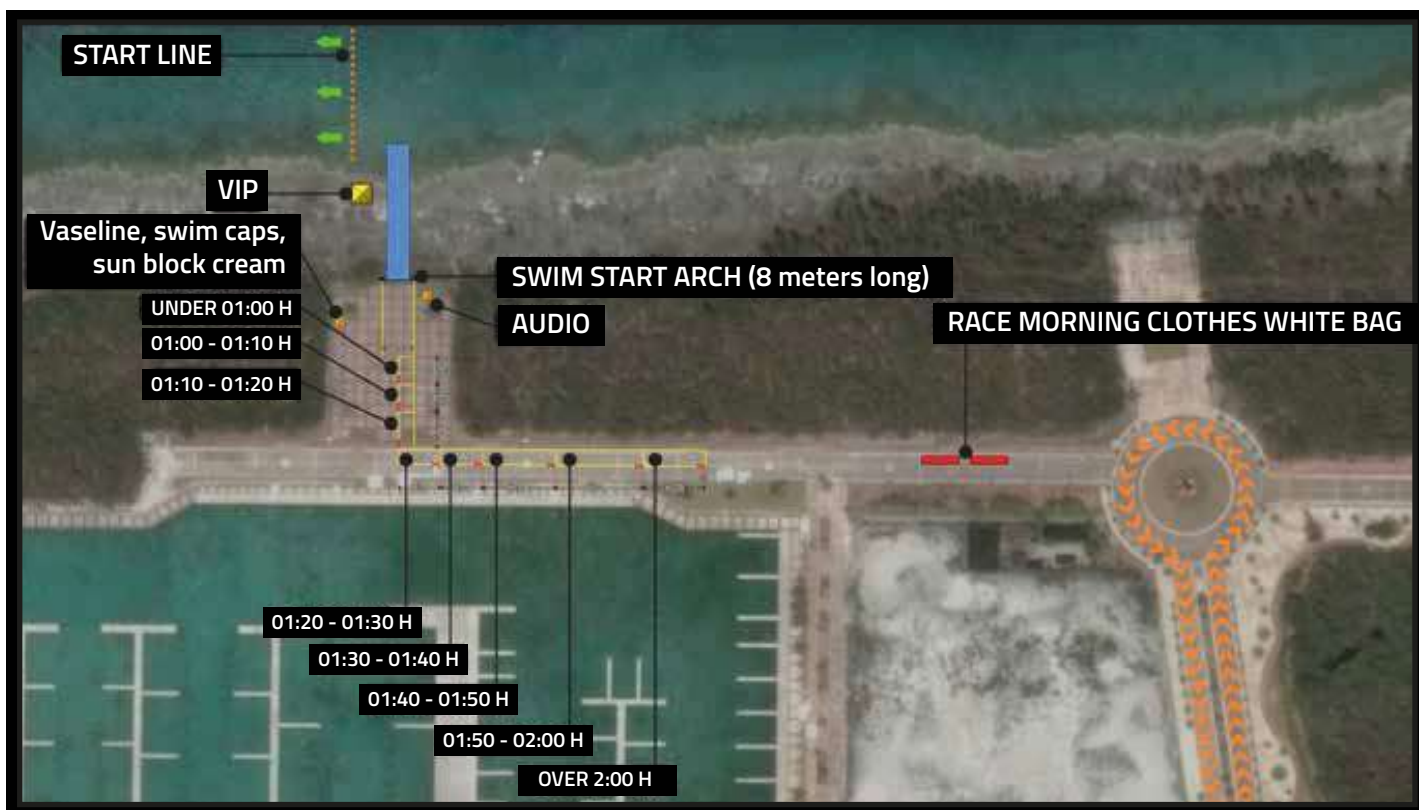 START LINE
VIP
Vaseline, swim caps,
sun block cream
SWIM START ARCH (8 meters long)
UNDER 01:00 H
AUDIO
RACE MORNING CLOTHES WHITE BAG
01:00 - 01:10 H
01:10 - 01:20 H
01:20 - 01:30 H
01:30 - 01:40 H
01:40 - 01:50 H
01:50 - 02:00 H
OVER 2:00 H